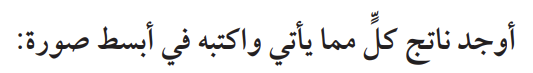 أوجد ناتج كلٍّ مما يأتي واكتبه في أبسط صورة: